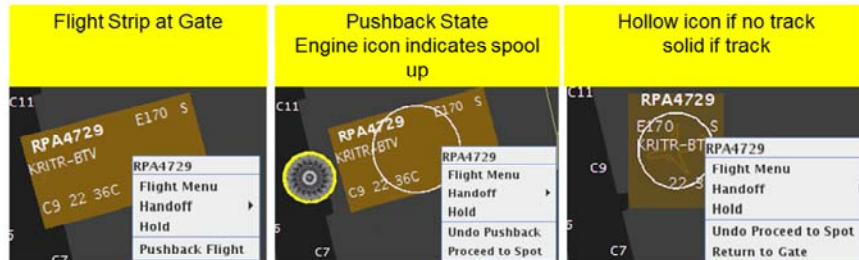 Flight Strip at Gate
Pushback State
Engine icon indicates spool
up
Hollow icon if no track
solid if track
C11
RPA4729
E170 S
KRITR-BTV
C9 22 36C
C7
RPA4729
Flight Menu
Handoff
Hold
Pushback Flight
C11
RPA4729
E170 S
KRITR-BTV
C9 22 36C
C7
RPA4729
Flight Menu
Handoff
Hold
Undo Pushback
Proceed to Spot
C11
RPA4729
E170 S
KRITR-BT
22
C9
C7
RPA4729
Flight Menu
Handoff
Hold
Undo Proceed to Spot
Return to Gate